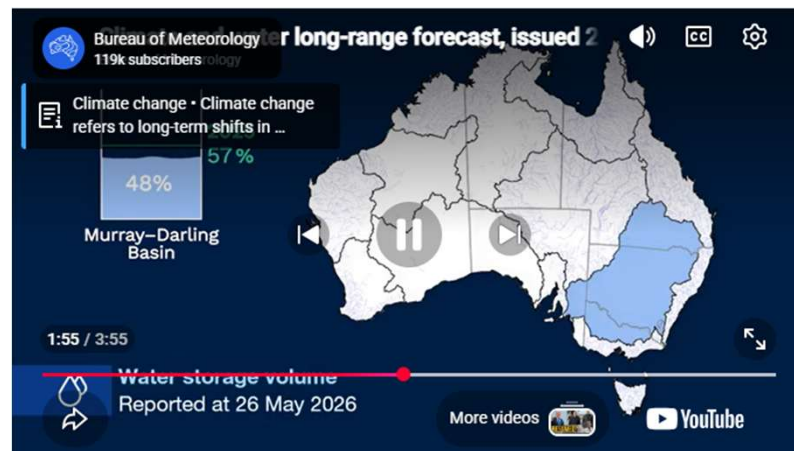 Bureau of Meteorology
119k subscribers
r long-range forecast, issued 2
CC
Climate change • Climate change
refers to long-term shifts in ...
57%
48%
Murray–Darling
Basin
1:55 / 3:55
Water storage volume
Reported at 26 May 2026
More videos
YouTube